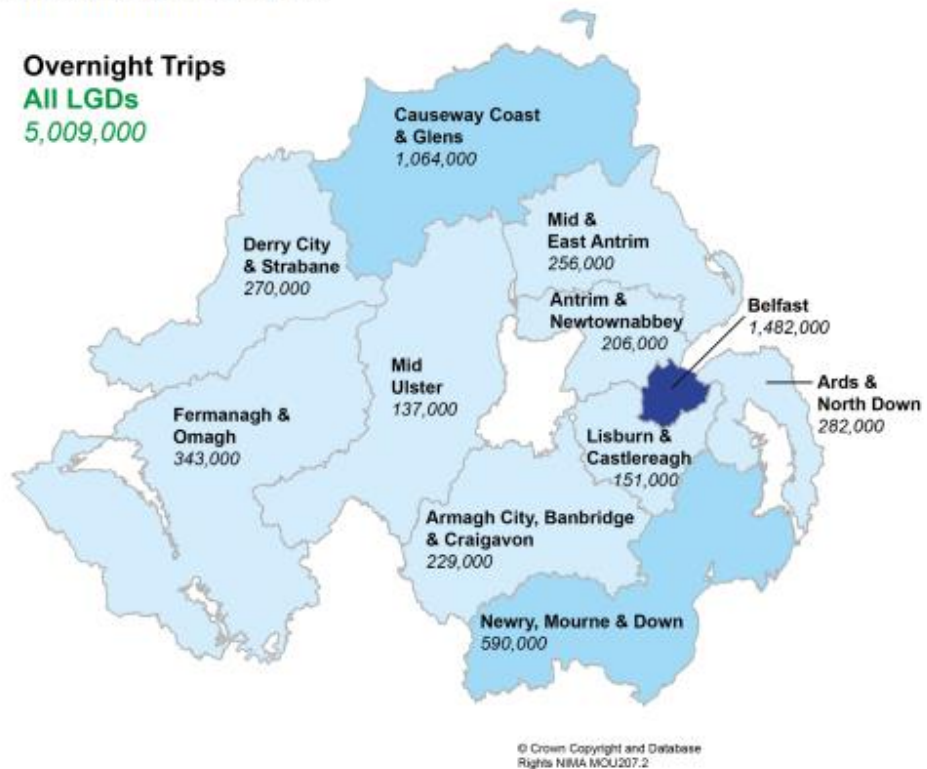 Overnight Trips
All LGDs
5,009,000
Causeway Coast
& Glens
1,064,000
Mid &
East Antrim
256,000
Derry City
& Strabane
270,000
Antrim &
Newtownabbey
206,000
Belfast
1,482,000
Mid
Ulster
137,000
Ards &
North Down
282,000
Fermanagh &
Omagh
343,000
Lisburn &
Castlereagh
151,000
Armagh City, Banbridge
& Craigavon
229,000
Newry, Mourne & Down
590,000
© Crown Copyright and Database
Rights NIMA MOU207.2